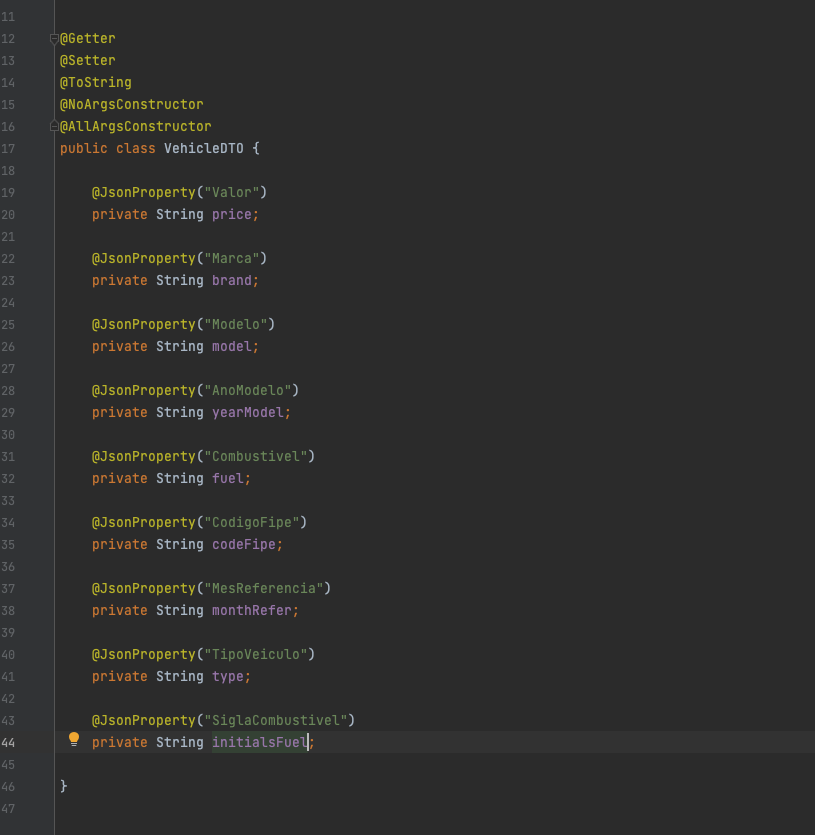 11
12 @Getter
13 @Setter
14 @ToString
15 @NoArgsConstructor
16 @AllArgsConstructor
17 public class VehicleDTO {
18
19 @JsonProperty("Valor")
20 private String price;
21
22 @JsonProperty("Marca")
23 private String brand;
24
25 @JsonProperty("Modelo")
26 private String model;
27
28 @JsonProperty("AnoModelo")
29 private String yearModel;
30
31 @JsonProperty("Combustivel")
32 private String fuel;
33
34 @JsonProperty("CodigoFipe")
35 private String codeFipe;
36
37 @JsonProperty("MesReferencia")
38 private String monthRefer;
39
40 @JsonProperty("TipoVeiculo")
41 private String type;
42
43 @JsonProperty("SiglaCombustivel")
44 private String initialsFuel;
45
46 }
47